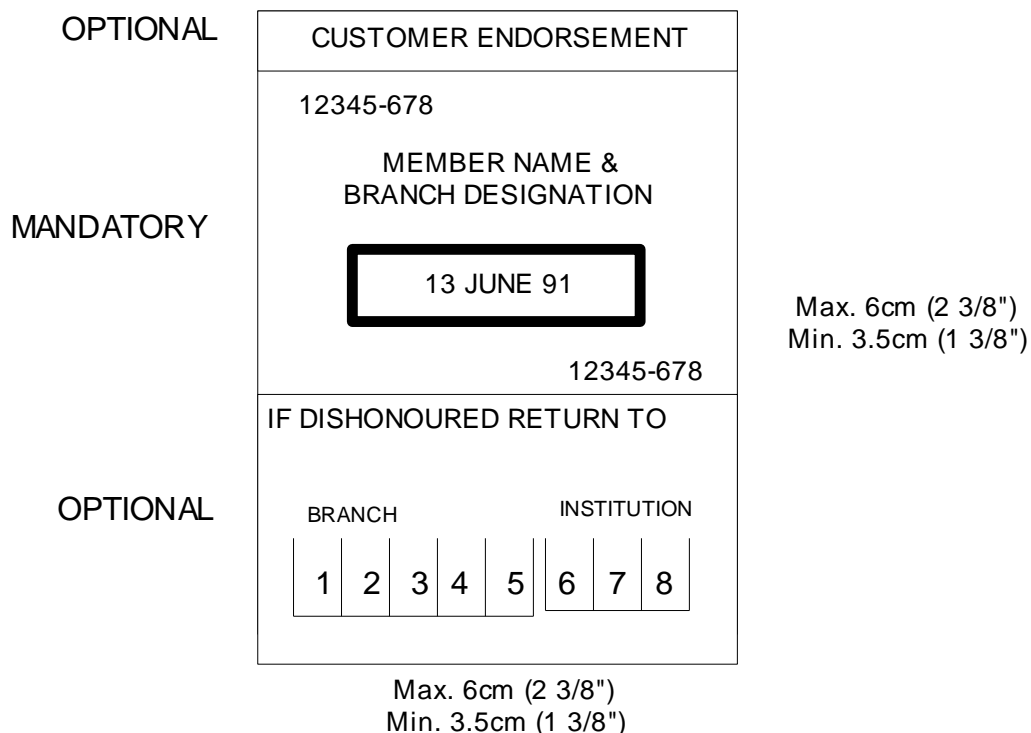 OPTIONAL
CUSTOMER ENDORSEMENT
12345-678
MEMBER NAME &
BRANCH DESIGNATION
MANDATORY
13 JUNE 91
Max. 6cm (2 3/8")
Min. 3.5cm (1 3/8")
12345-678
IF DISHONOURED RETURN TO
OPTIONAL
BRANCH INSTITUTION
1 2 3 4 5 6 7 8
Max. 6cm (2 3/8")
Min. 3.5cm (1 3/8")